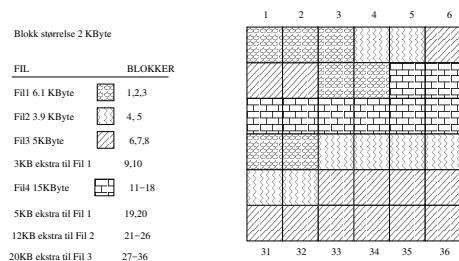 Blokk størrelse 2 KByte
FIL BLOKKER
Fil1 6.1 KByte 1,2,3
Fil2 3.9 KByte 4, 5
Fil3 5KByte 6,7,8
3KB ekstra til Fil 1 9,10
Fil4 15KByte 11−18
5KB ekstra til Fil 1 19,20
12KB ekstra til Fil 2 21−26
20KB ekstra til Fil 3 27−36
1 2 3 4 5 6
31 32 33 34 35 36